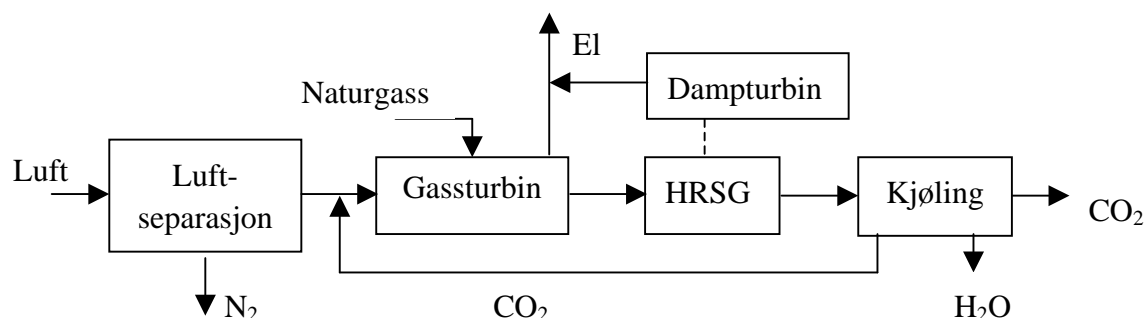 El
Dampturbin
Naturgass
Luft
Luft-
separasjon
Gassturbin
HRSG
Kjøling
CO2
N2
CO2
H2O